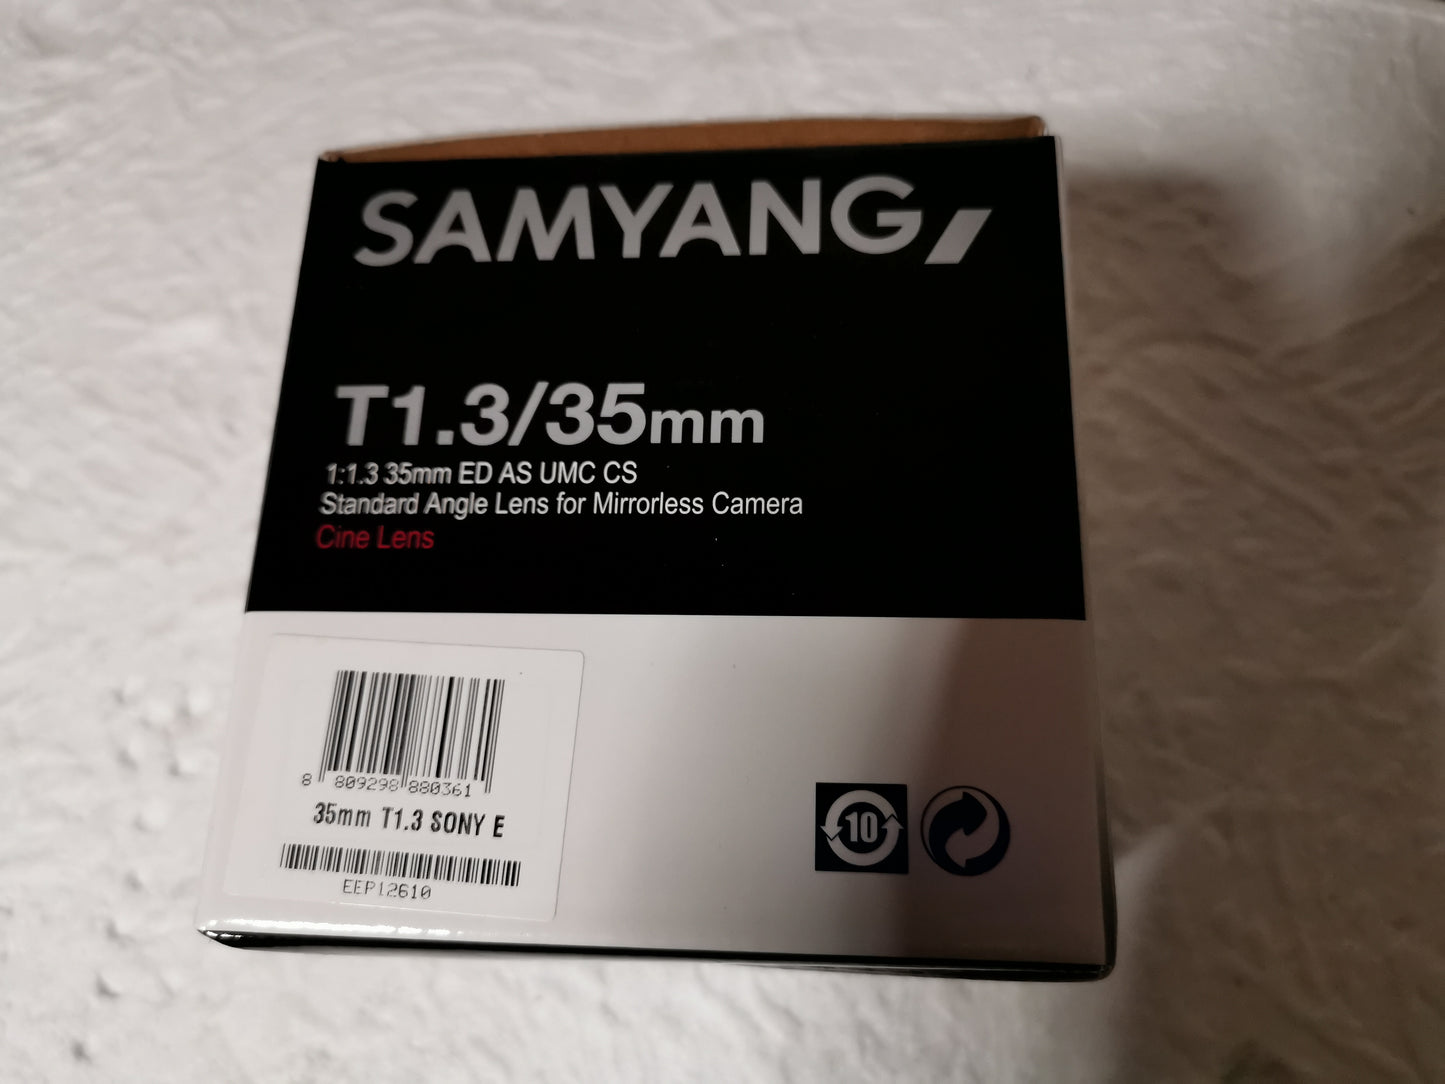 SAMYANG
T1.3/35mm
1:1.3 35mm ED AS UMC CS
Standard Angle Lens for Mirrorless Camera
Cine Lens
8 809298 880361
35mm T1.3 SONY E
EEP12610
10